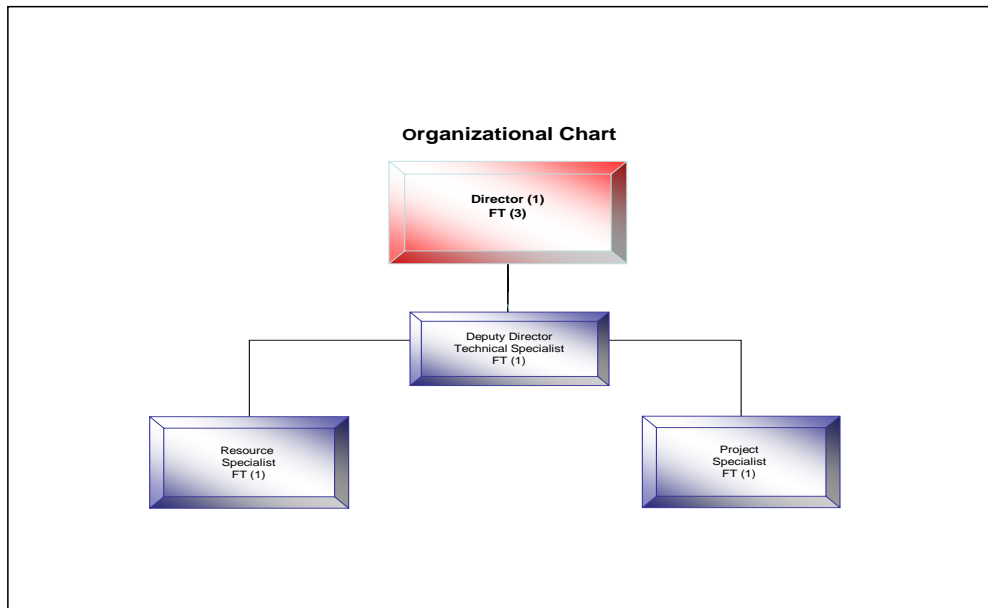 Organizational Chart
Director (1)
FT (3)
Deputy Director
Technical Specialist
FT (1)
Resource
Specialist
FT (1)
Project
Specialist
FT (1)